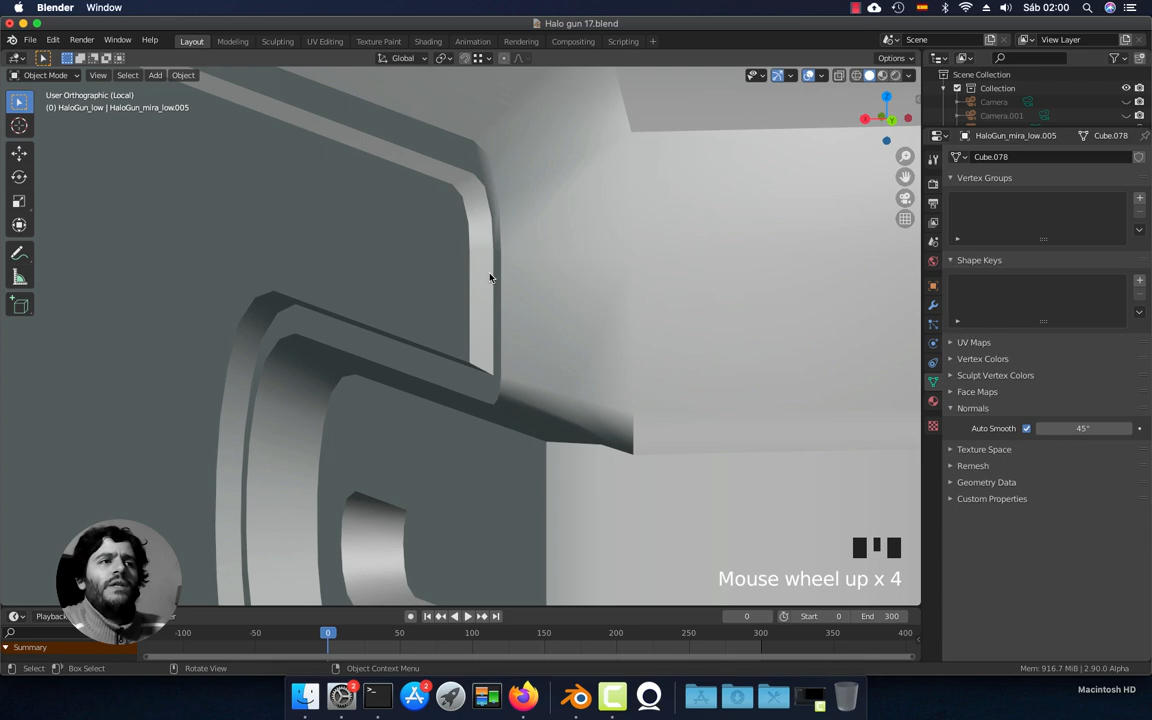 Blender Window
Sáb 02:00
Halo gun 17.blend
File Edit Render Window Help
Layout Modeling Sculpting UV Editing Texture Paint Shading Animation Rendering Compositing Scripting +
Scene
View Layer
Object Mode View Select Add Object
Global
Options
User Orthographic (Local)
(0) HaloGun_low | HaloGun_mira_low.005
Scene Collection
Collection
Camera
Camera.001
HaloGun_mira_low.005
Cube.078
Cube.078
Vertex Groups
Shape Keys
UV Maps
Vertex Colors
Sculpt Vertex Colors
Face Maps
Normals
Auto Smooth
45°
Texture Space
Remesh
Geometry Data
Custom Properties
X
Y
Z
Mouse wheel up x 4
Playback
0
Start 0
End 300
-100 -50 0 50 100 150 200 250 300 350 400
Summary
Select Box Select Rotate View Object Context Menu
Mem: 916.7 MiB | 2.90.0 Alpha
2
2
Macintosh HD